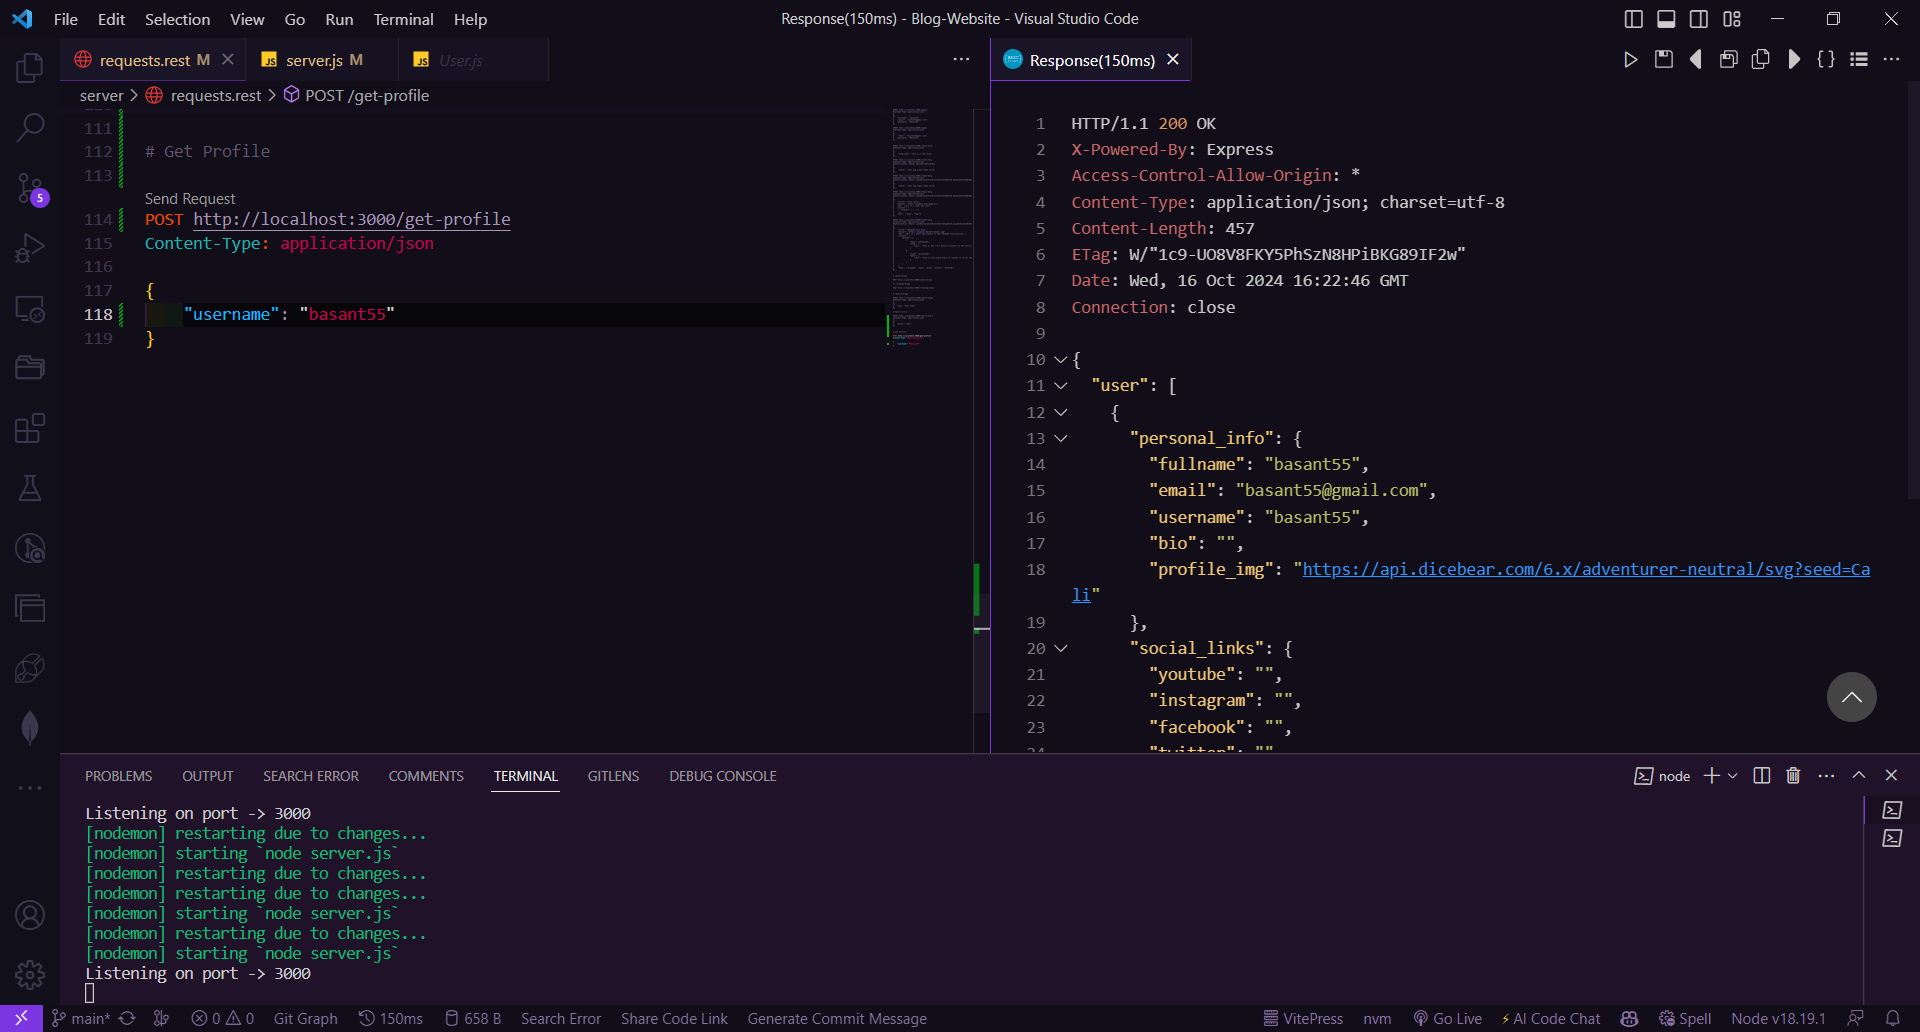 File Edit Selection View Go Run Terminal Help
Response(150ms) - Blog-Website - Visual Studio Code
requests.rest M
JS server.js M
JS User.js
Response(150ms)
server > requests.rest > POST /get-profile
111
112 # Get Profile
113
Send Request
114 POST http://localhost:3000/get-profile
115 Content-Type: application/json
116
117 {
118 "username": "basant55"
119 }
1 HTTP/1.1 200 OK
2 X-Powered-By: Express
3 Access-Control-Allow-Origin: *
4 Content-Type: application/json; charset=utf-8
5 Content-Length: 457
6 ETag: W/"1c9-UO8V8FKY5PhSzN8HPiBKG89IF2w"
7 Date: Wed, 16 Oct 2024 16:22:46 GMT
8 Connection: close
9
10 {
11 "user": [
12 {
13 "personal_info": {
14 "fullname": "basant55",
15 "email": "basant55@gmail.com",
16 "username": "basant55",
17 "bio": "",
18 "profile_img": "https://api.dicebear.com/6.x/adventurer-neutral/svg?seed=Ca
li"
19 },
20 "social_links": {
21 "youtube": "",
22 "instagram": "",
23 "facebook": "",
24 "twitter": ""
5
PROBLEMS OUTPUT SEARCH ERROR COMMENTS TERMINAL GITLENS DEBUG CONSOLE
node
Listening on port -> 3000
[nodemon] restarting due to changes...
[nodemon] starting `node server.js`
[nodemon] restarting due to changes...
[nodemon] restarting due to changes...
[nodemon] starting `node server.js`
[nodemon] restarting due to changes...
[nodemon] starting `node server.js`
Listening on port -> 3000
main* 0 0 Git Graph 150ms 658 B Search Error Share Code Link Generate Commit Message
VitePress nvm Go Live AI Code Chat Spell Node v18.19.1